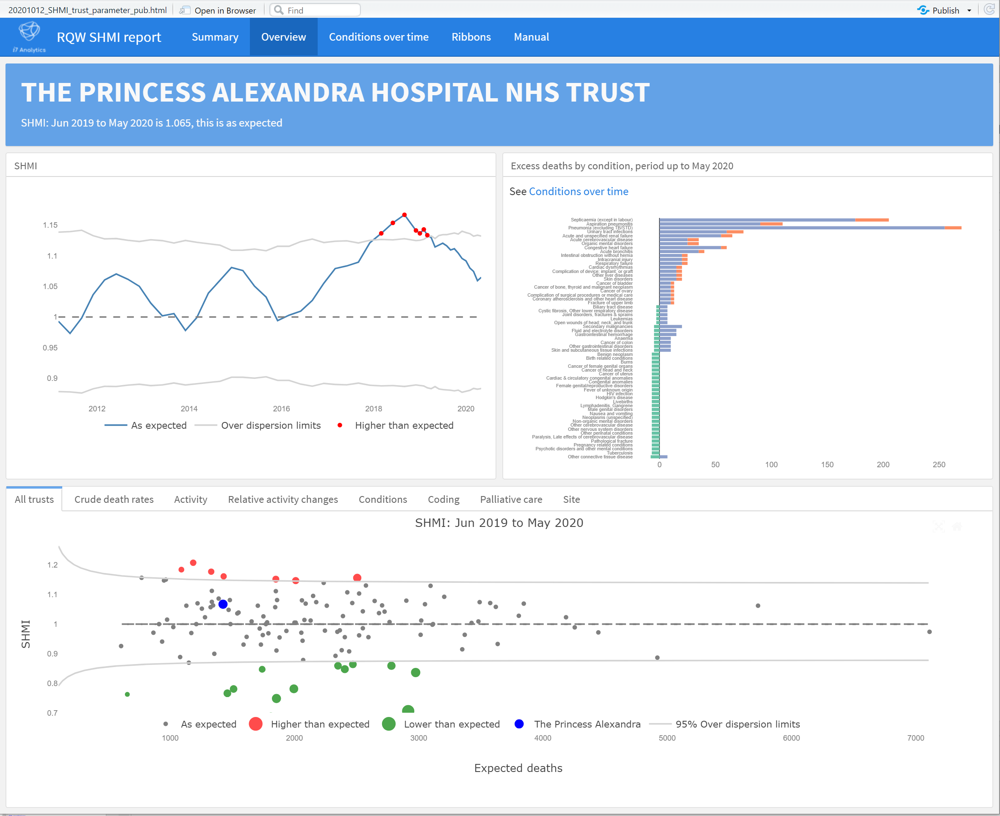 20201012_SHMI_trust_parameter_pub.html Open in Browser Find Publish
i7 Analytics
RQW SHMI report Summary Overview Conditions over time Ribbons Manual
THE PRINCESS ALEXANDRA HOSPITAL NHS TRUST
SHMI: Jun 2019 to May 2020 is 1.065, this is as expected
SHMI
1.15
1.1
1.05
1
0.95
0.9
2012 2014 2016 2018 2020
As expected Over dispersion limits Higher than expected
Excess deaths by condition, period up to May 2020
See Conditions over time
Septicaemia (except in labour)
Aspiration pneumonitis
Pneumonia (excluding TB/STD)
Urinary tract infections
Acute and unspecified renal failure
Acute cerebrovascular disease
Organic mental disorders
Congestive heart failure
Acute bronchitis
Intestinal obstruction without hernia
Intracranial injury
Respiratory failure
Cardiac dysrhythmias
Complication of device; implant; or graft
Other liver diseases
Skin disorders
Cancer of bladder
Cancer of bone, thyroid and malignant neoplasm
Cancer of ovary
Complication of surgical procedures or medical care
Coronary atherosclerosis and other heart disease
Fracture of upper limb
Biliary tract disease
Cystic fibrosis, Other lower respiratory disease
Joint disorders, fractures & sprains
Leukemias
Open wounds of head; neck; and trunk
Secondary malignancies
Fluid and electrolyte disorders
Gastrointestinal hemorrhage
Anaemia
Cancer of colon
Other gastrointestinal disorders
Skin and subcutaneous tissue infections
Benign neoplasm
Birth related conditions
Burns
Cancer of female genital organs
Cancer of head and neck
Cancer of uterus
Cardiac & circulatory congenital anomalies
Congenital anomalies
Female genital/reproductive disorders
Fever of unknown origin
HIV infection
Hodgkin's disease
Livebirths
Lymphadenitis, Gangrene
Male genital disorders
Nausea and vomiting
Neoplasms (unspecified)
Non-organic mental disorders
Other cerebrovascular disease
Other nervous system disorders
Other perinatal conditions
Paralysis, Late effects of cerebrovascular disease
Pathological fracture
Pregnancy related conditions
Psychotic disorders and other mental conditions
Tuberculosis
Other connective tissue disease
0 50 100 150 200 250
All trusts Crude death rates Activity Relative activity changes Conditions Coding Palliative care Site
SHMI: Jun 2019 to May 2020
SHMI
1.2
1.1
1
0.9
0.8
0.7
As expected Higher than expected Lower than expected The Princess Alexandra 95% Over dispersion limits
1000 2000 3000 4000 5000 6000 7000
Expected deaths